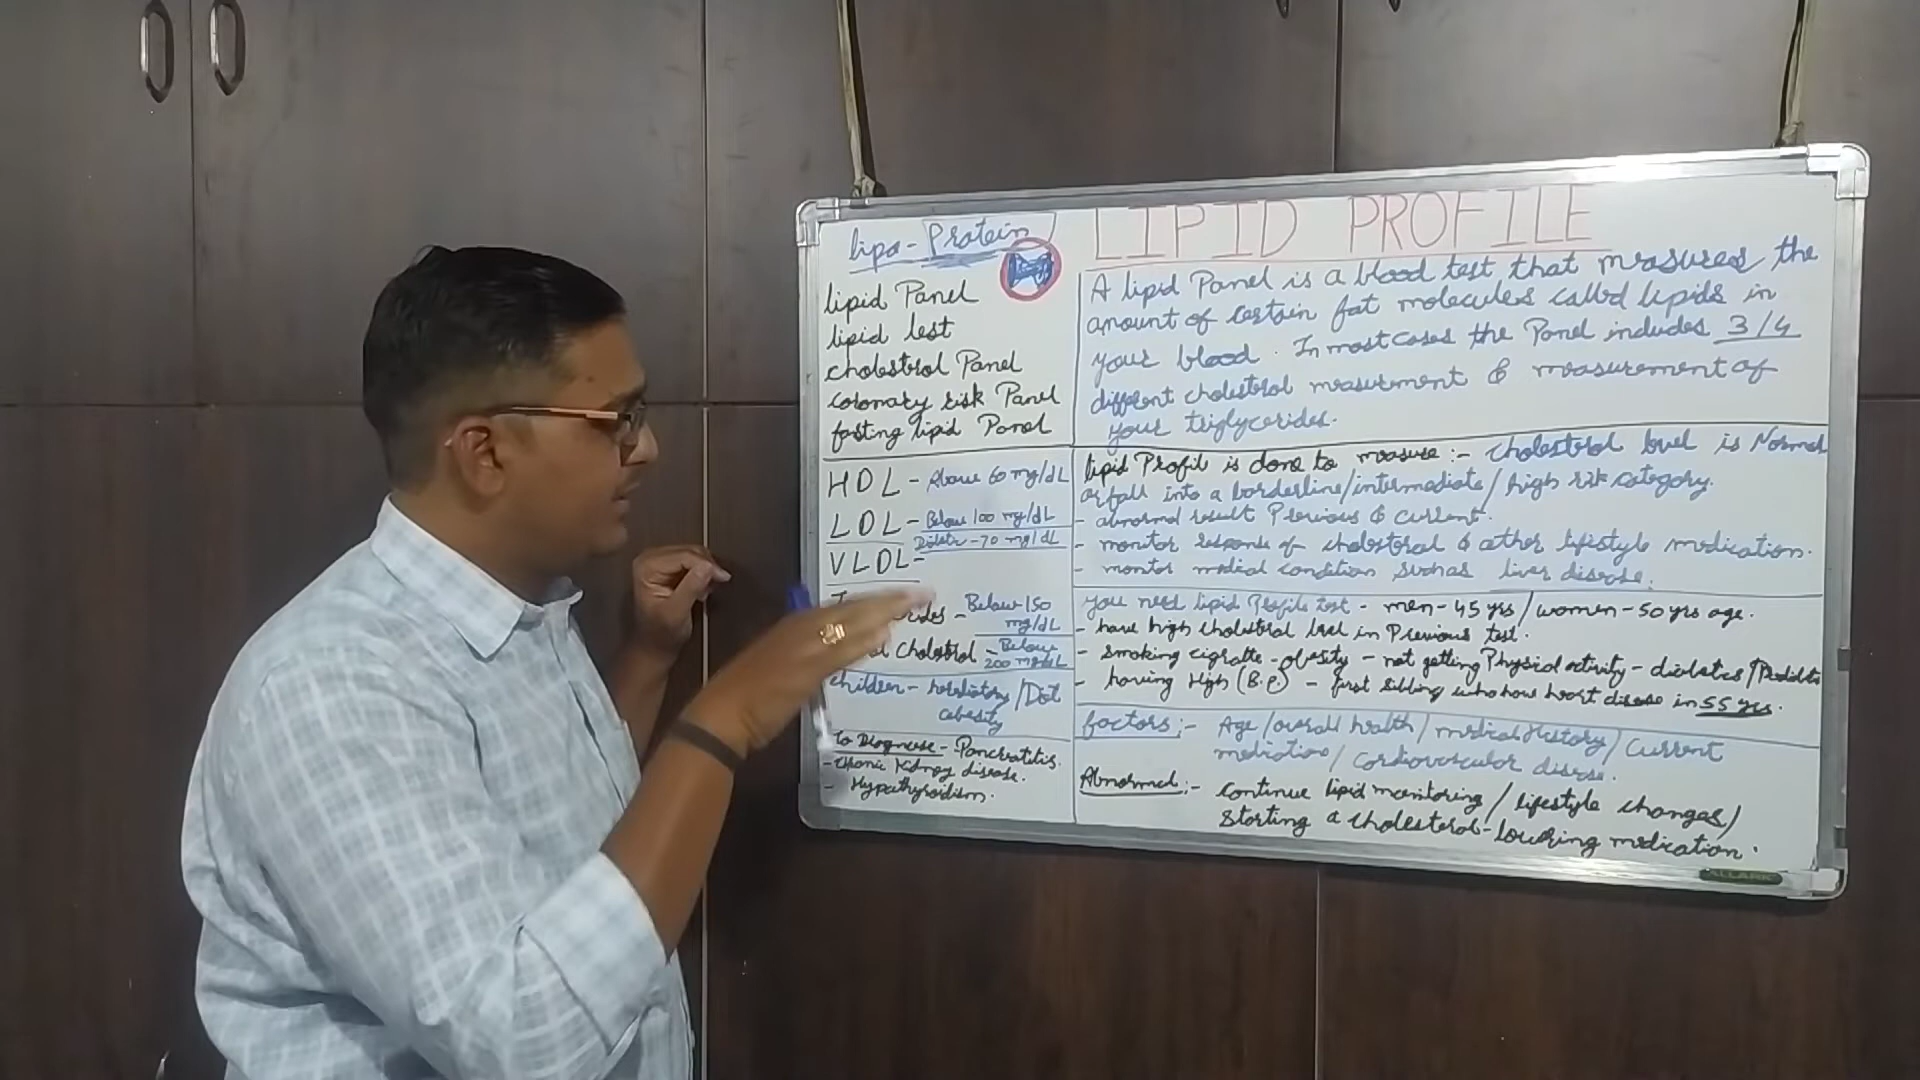 lipo-Protein
LIPID PROFILE
lipid Panel
lipid test
cholestrol Panel
coronary risk Panel
fasting lipid Panel
A lipid Panel is a blood test that measures the
amount of certain fat molecules called lipids in
your blood. In most cases the Panel includes 3/4
different cholestrol measurement & measurement of
your triglycerides.
HDL - Above 60 mg/dL
LDL - Below 100 mg/dL
- 70 mg/dL
VLDL -
- Below 150
mg/dL
cholestrol - Below
200 mg/dL
children - /Diet
obesity
To Diagnose - Pancreatitis.
- chronic Kidney disease.
- Hypothyroidism.
lipid Profil is done to measure :- cholestrol level is Normal
or fall into a borderline/intermediate/high risk category.
- abnormal result Previous & current.
- monitor response of cholestrol & other lifestyle medication.
- monitor medical condition such as liver disease.
you need lipid Profile test - men - 45 yrs / women - 50 yrs age.
- have high cholestrol level in Previous test.
- smoking - obesity - not getting Physical activity - diabetes/
- having High (B.P.) - first sibling who have heart disease in 55 yrs.
factors :- Age/overall health/medical History/current
medications/cardiovascular disease.
Abnormal :- continue lipid monitoring/lifestyle changes/
starting a cholesterol-lowering medication.
ALLARK